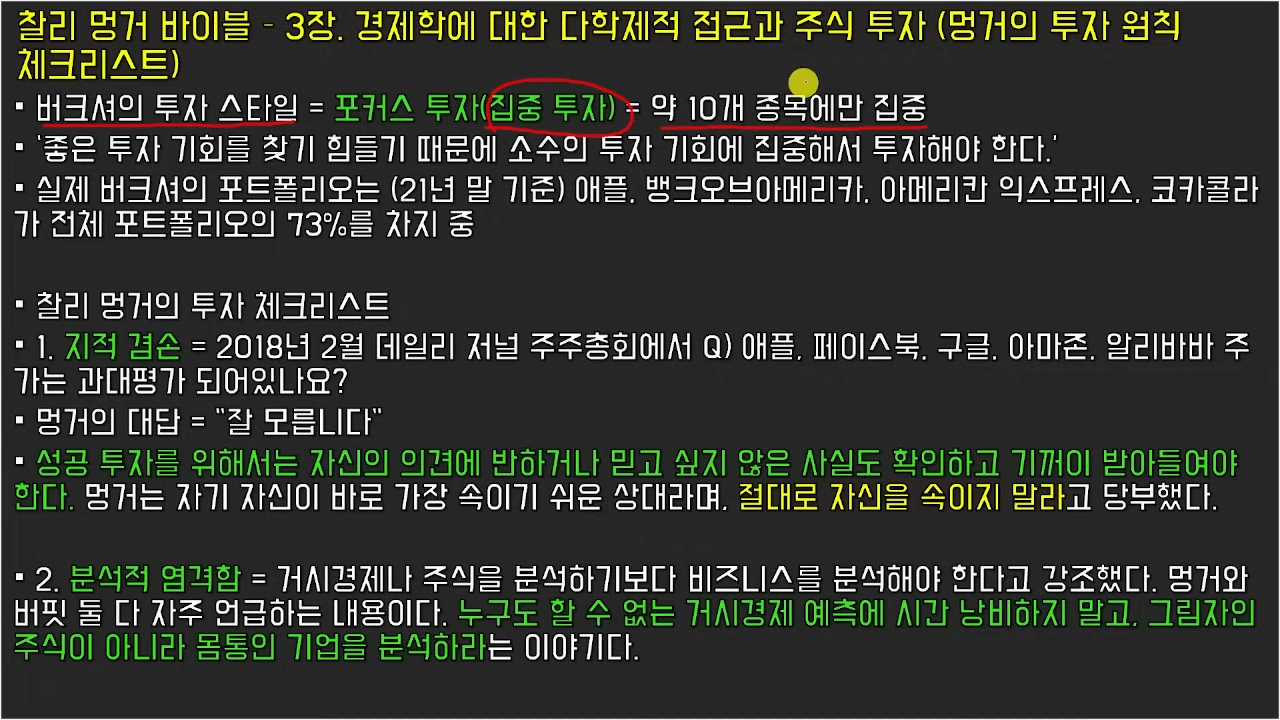 찰리 멍거 바이블 - 3장. 경제학에 대한 다학제적 접근과 주식 투자 (멍거의 투자 원칙
체크리스트)
▪ 버크셔의 투자 스타일 = 포커스 투자(집중 투자) = 약 10개 종목에만 집중
▪ '좋은 투자 기회를 찾기 힘들기 때문에 소수의 투자 기회에 집중해서 투자해야 한다.'
▪ 실제 버크셔의 포트폴리오는 (21년 말 기준) 애플, 뱅크오브아메리카, 아메리칸 익스프레스, 코카콜라
가 전체 포트폴리오의 73%를 차지 중
▪ 찰리 멍거의 투자 체크리스트
▪ 1. 지적 겸손 = 2018년 2월 데일리 저널 주주총회에서 Q) 애플, 페이스북, 구글, 아마존, 알리바바 주
가는 과대평가 되어있나요?
▪ 멍거의 대답 = "잘 모릅니다"
▪ 성공 투자를 위해서는 자신의 의견에 반하거나 믿고 싶지 않은 사실도 확인하고 기꺼이 받아들여야
한다. 멍거는 자기 자신이 바로 가장 속이기 쉬운 상대라며, 절대로 자신을 속이지 말라고 당부했다.
▪ 2. 분석적 엄격함 = 거시경제나 주식을 분석하기보다 비즈니스를 분석해야 한다고 강조했다. 멍거와
버핏 둘 다 자주 언급하는 내용이다. 누구도 할 수 없는 거시경제 예측에 시간 낭비하지 말고, 그림자인
주식이 아니라 몸통인 기업을 분석하라는 이야기다.